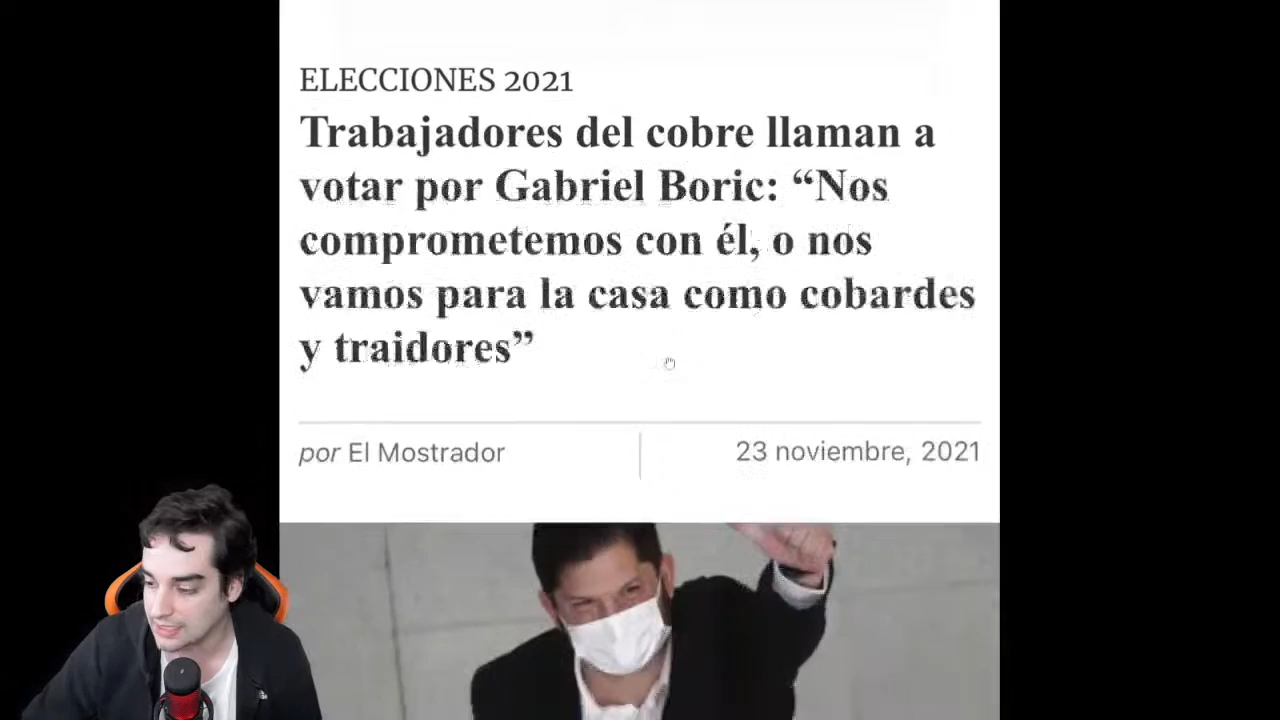 ELECCIONES 2021
Trabajadores del cobre llaman a
votar por Gabriel Boric: “Nos
comprometemos con él, o nos
vamos para la casa como cobardes
y traidores”
por El Mostrador
23 noviembre, 2021